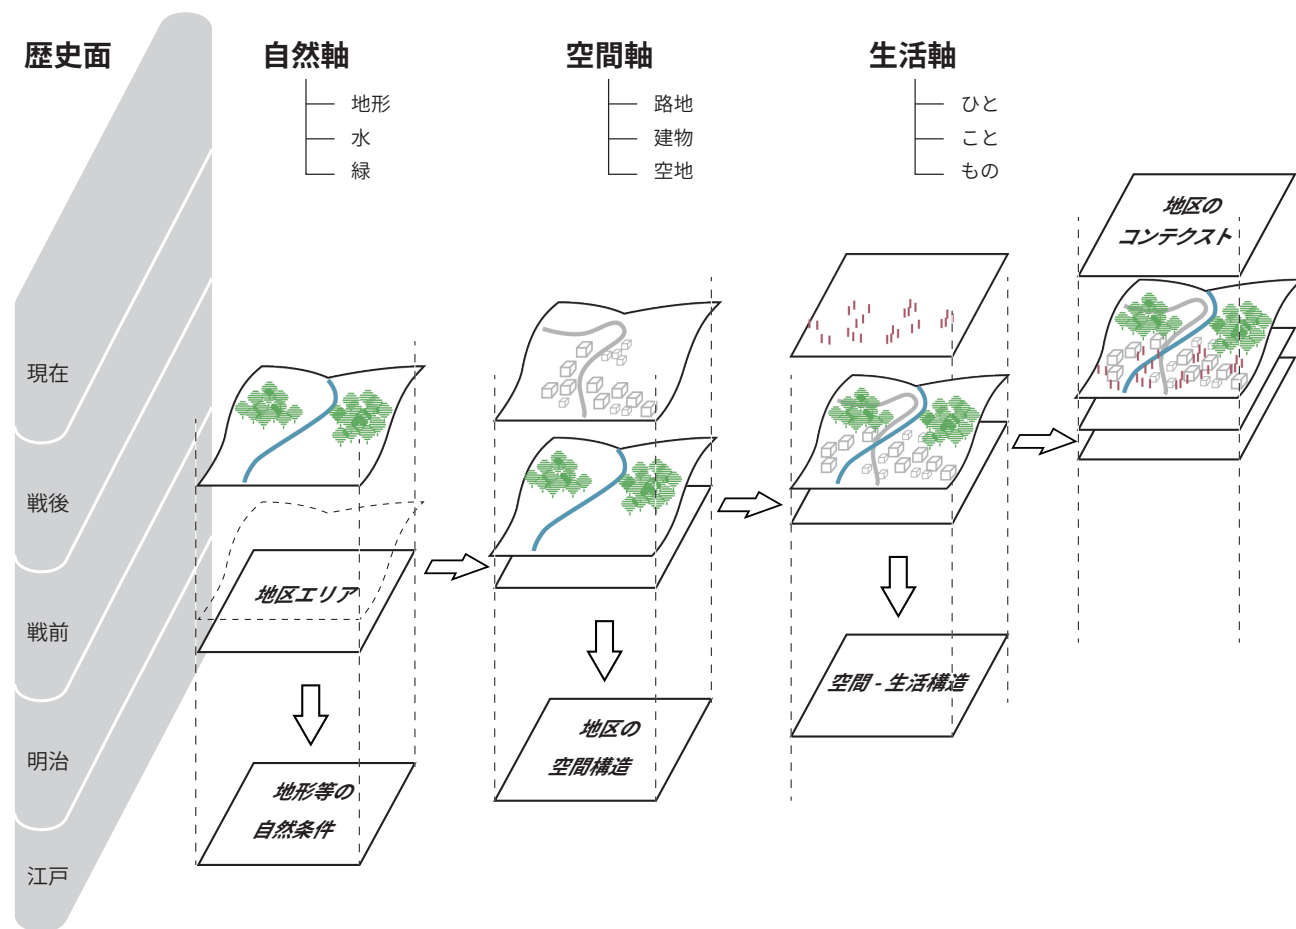 歴史面
自然軸
地形
水
緑
空間軸
路地
建物
空地
生活軸
ひと
こと
もの
現在
戦後
戦前
明治
江戸
地区エリア
地形等の
自然条件
地区の
空間構造
空間 - 生活構造
地区の
コンテクスト